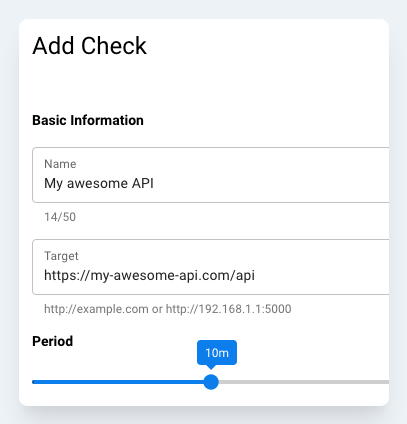 Add Check
Basic Information
Name
My awesome API
14/50
Target
https://my-awesome-api.com/api
http://example.com or http://192.168.1.1:5000
Period
10m